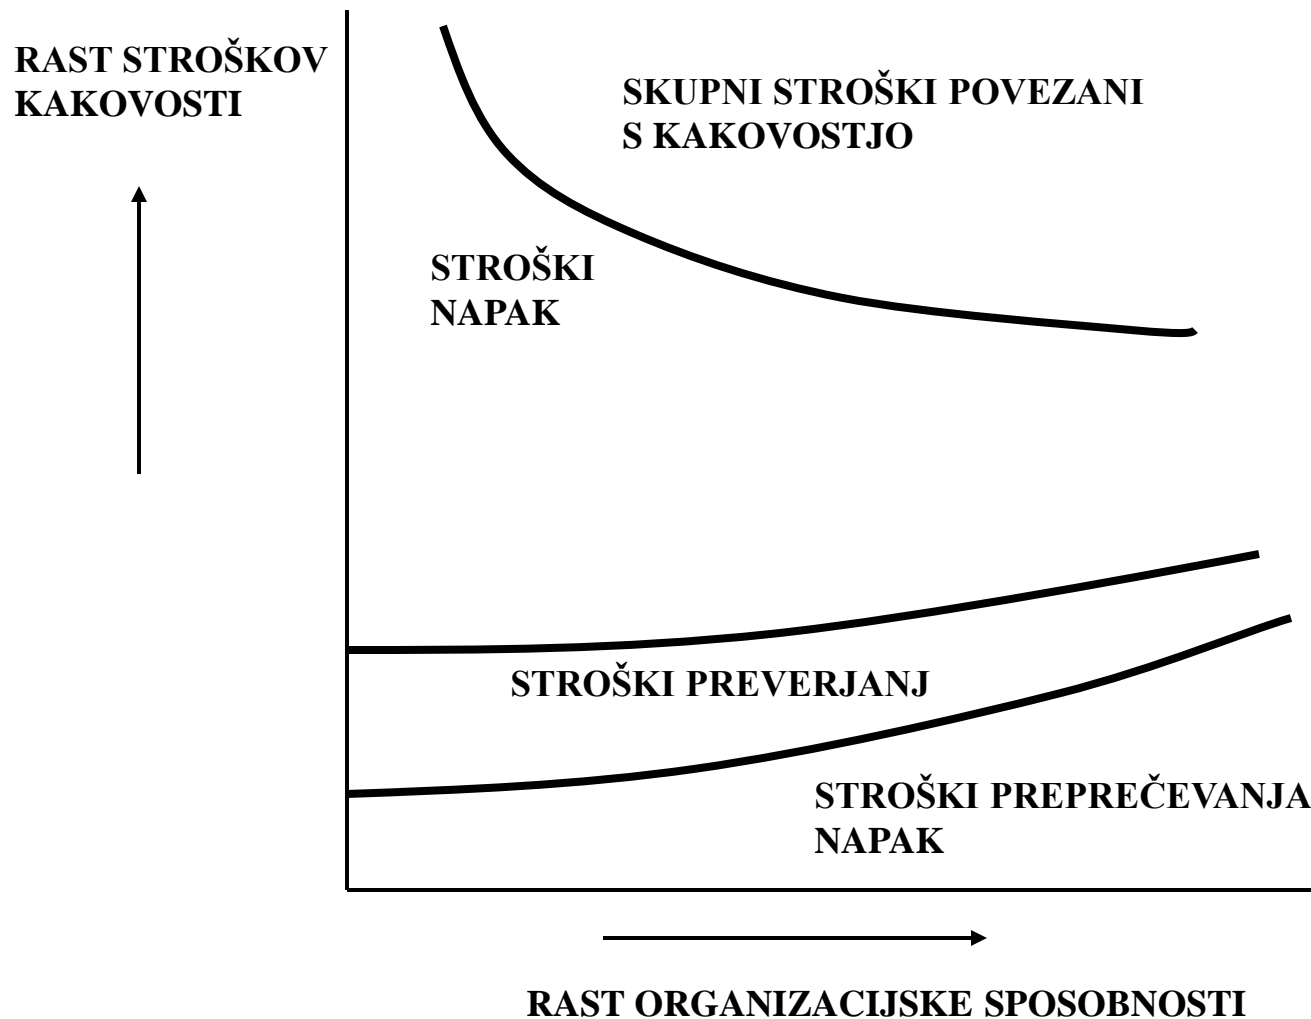 RAST STROŠKOV
KAKOVOSTI
SKUPNI STROŠKI POVEZANI
S KAKOVOSTJO
STROŠKI
NAPAK
STROŠKI PREVERJANJ
STROŠKI PREPREČEVANJA
NAPAK
RAST ORGANIZACIJSKE SPOSOBNOSTI